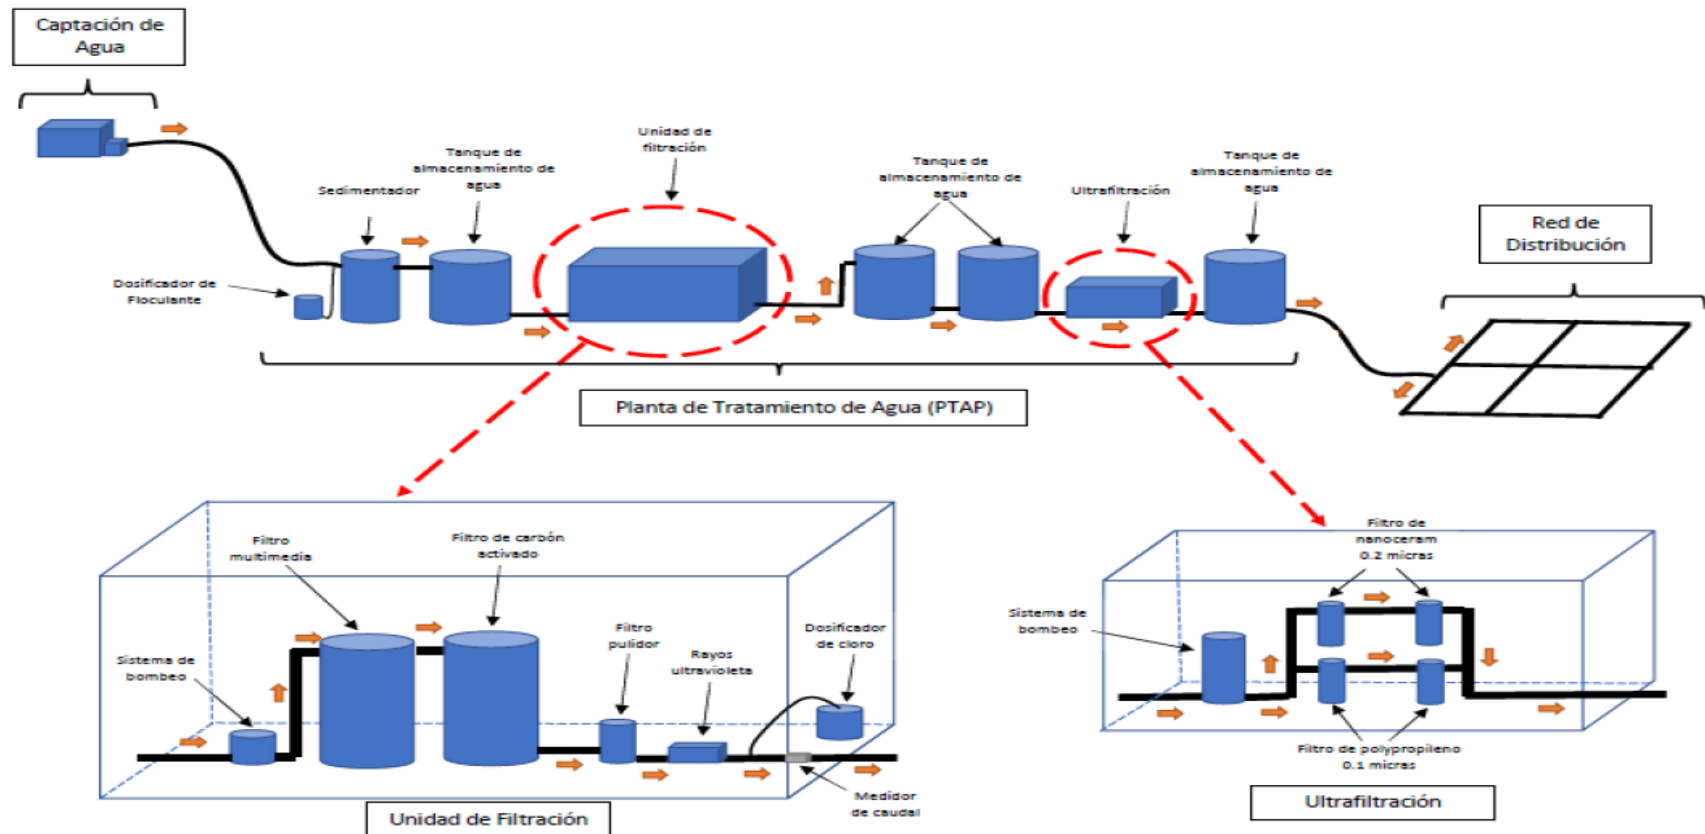 Captación de
Agua
Unidad de
filtración
Tanque de
almacenamiento de
agua
Sedimentador
Tanque de
almacenamiento de
agua
Ultrafiltración
Tanque de
almacenamiento de
agua
Red de
Distribución
Dosificador de
Floculante
Planta de Tratamiento de Agua (PTAP)
Filtro
multimedia
Filtro de carbón
activado
Sistema de
bombeo
Filtro
pulidor
Rayos
ultravioleta
Dosificador
de cloro
Medidor
de caudal
Unidad de Filtración
Filtro de
nanoceram
0.2 micras
Sistema de
bombeo
Filtro de polypropileno
0.1 micras
Ultrafiltración